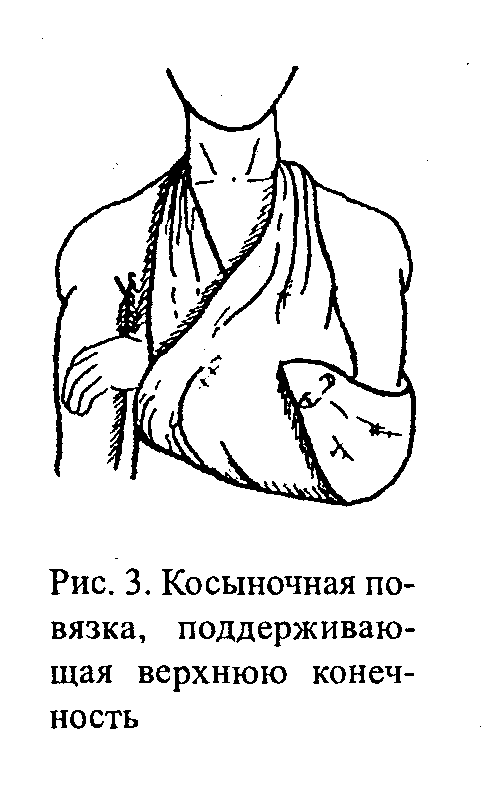 Рис. 3. Косыночная по-
вязка, поддерживаю-
щая верхнюю конеч-
ность